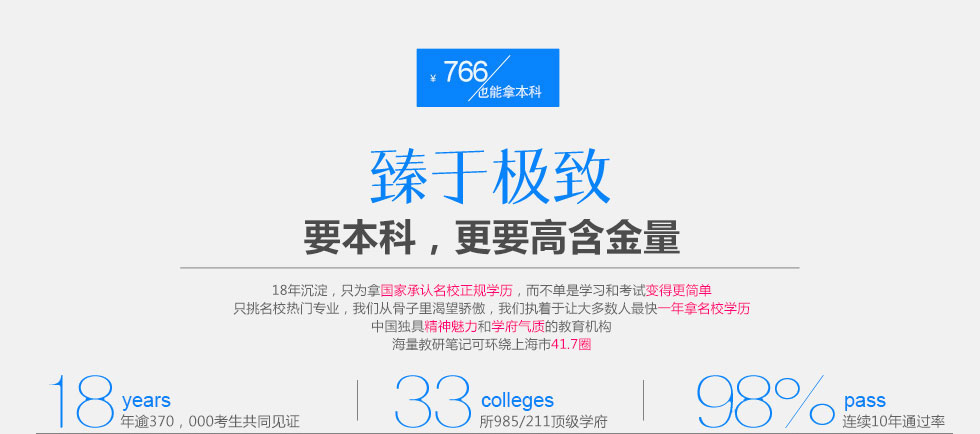 ¥ 766
也能拿本科
臻于极致
要本科，更要高含金量
18年沉淀，只为拿国家承认名校正规学历，而不单是学习和考试变得更简单
只挑名校热门专业，我们从骨子里渴望骄傲，我们执着于让大多数人最快一年拿名校学历
中国独具精神魅力和学府气质的教育机构
海量教研笔记可环绕上海市41.7圈
18 years
年逾370，000考生共同见证
33 colleges
所985/211顶级学府
98% pass
连续10年通过率